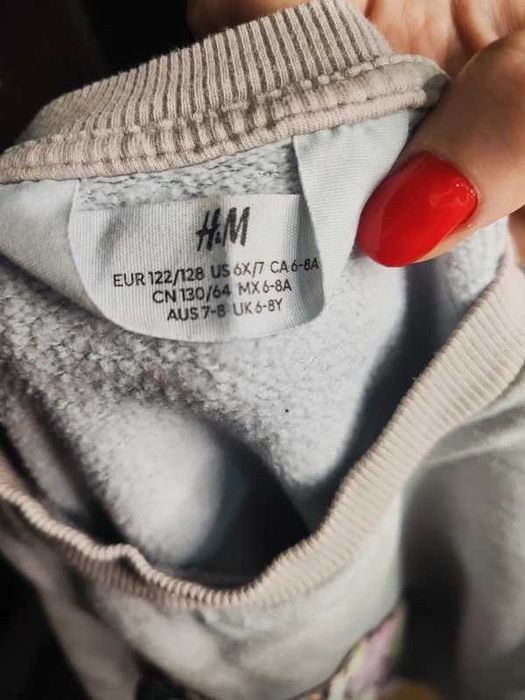 H&M
EUR 122/128 US 6X/7 CA 6-8A
CN 130/64 MX 6-8A
AUS 7-8 UK 6-8Y